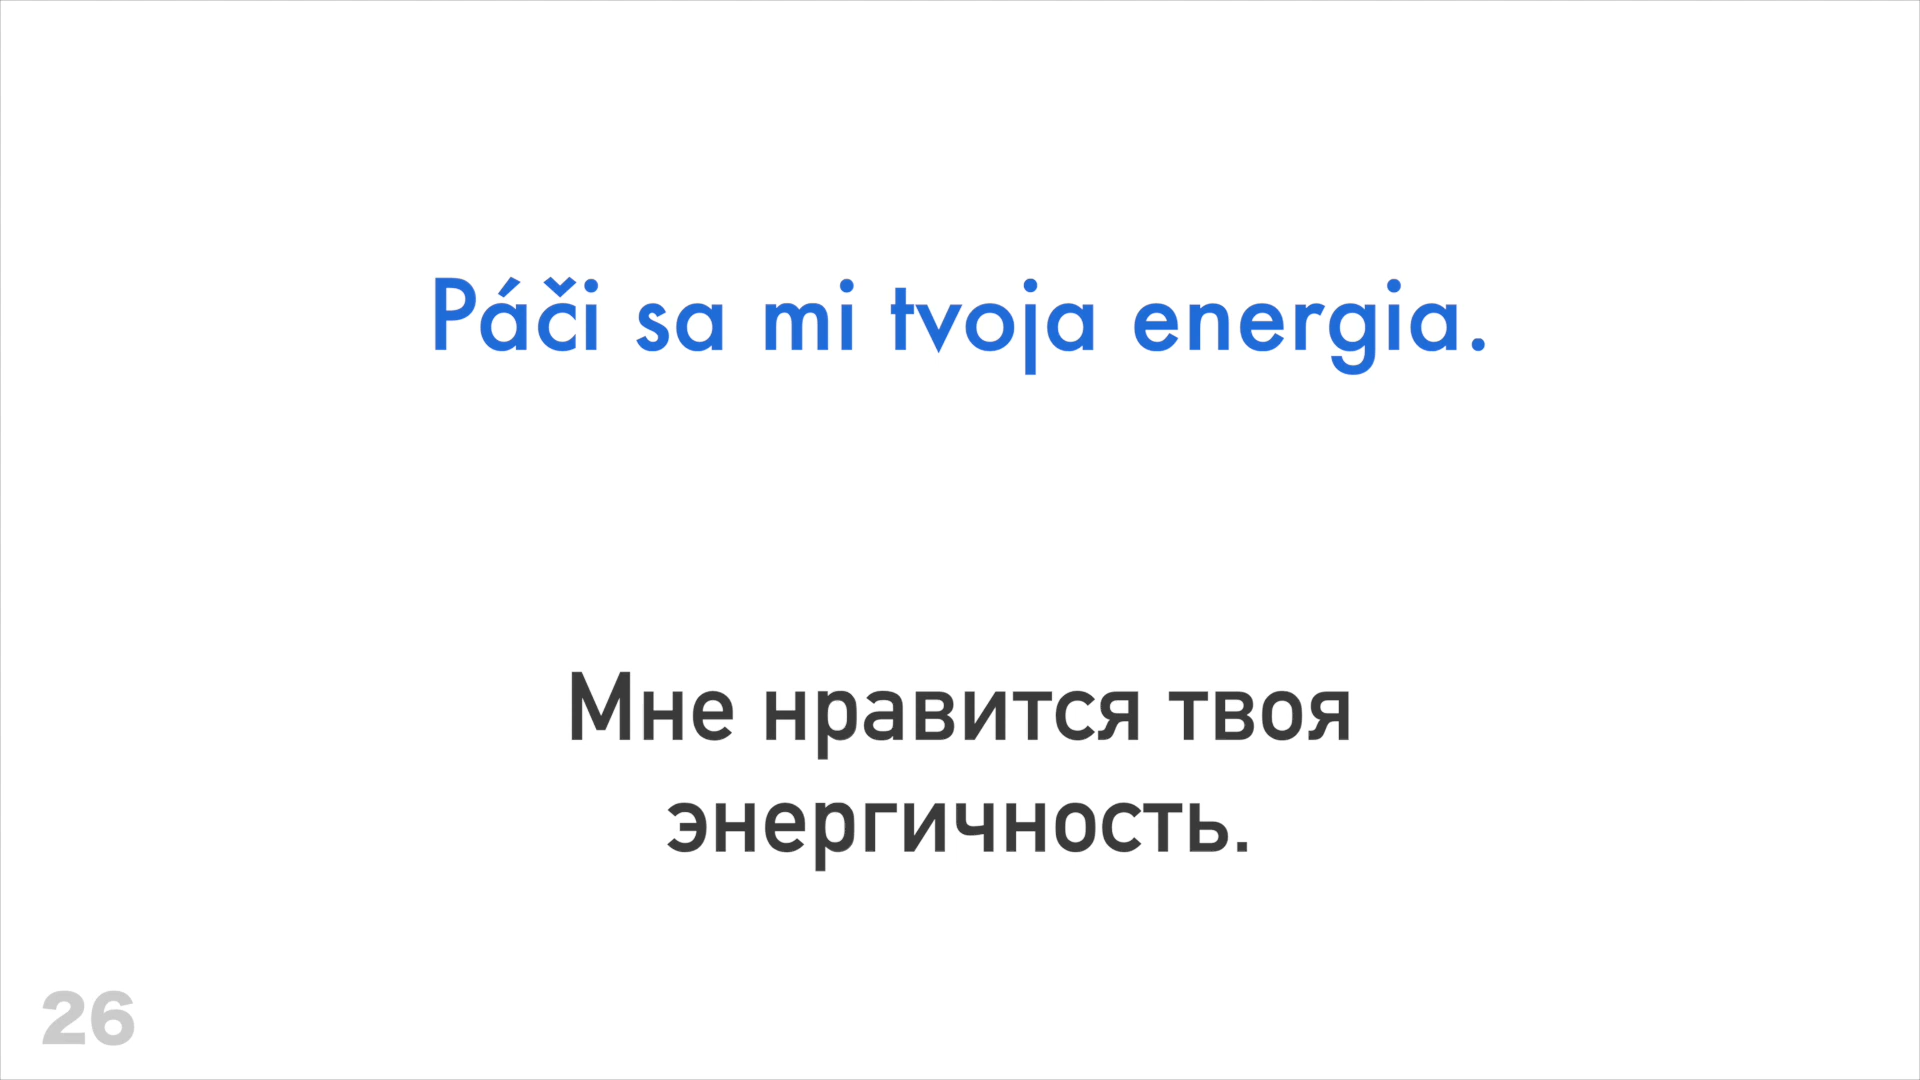 Páči sa mi tvoja energia.
Мне нравится твоя
энергичность.
26